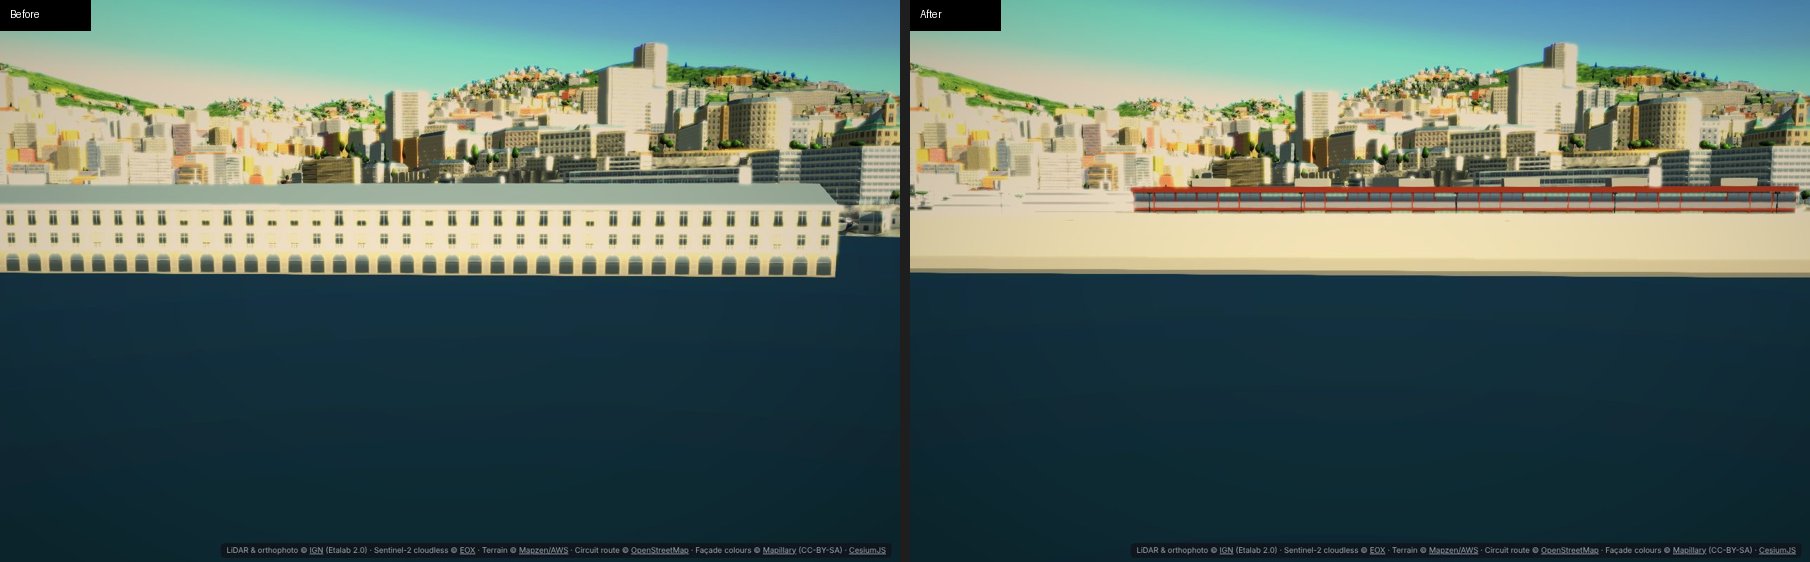 Before
After
LiDAR & orthophoto © IGN (Etalab 2.0) · Sentinel-2 cloudless © EOX · Terrain © Mapzen/AWS · Circuit route © OpenStreetMap · Façade colours © Mapillary (CC-BY-SA) · CesiumJS
LiDAR & orthophoto © IGN (Etalab 2.0) · Sentinel-2 cloudless © EOX · Terrain © Mapzen/AWS · Circuit route © OpenStreetMap · Façade colours © Mapillary (CC-BY-SA) · CesiumJS